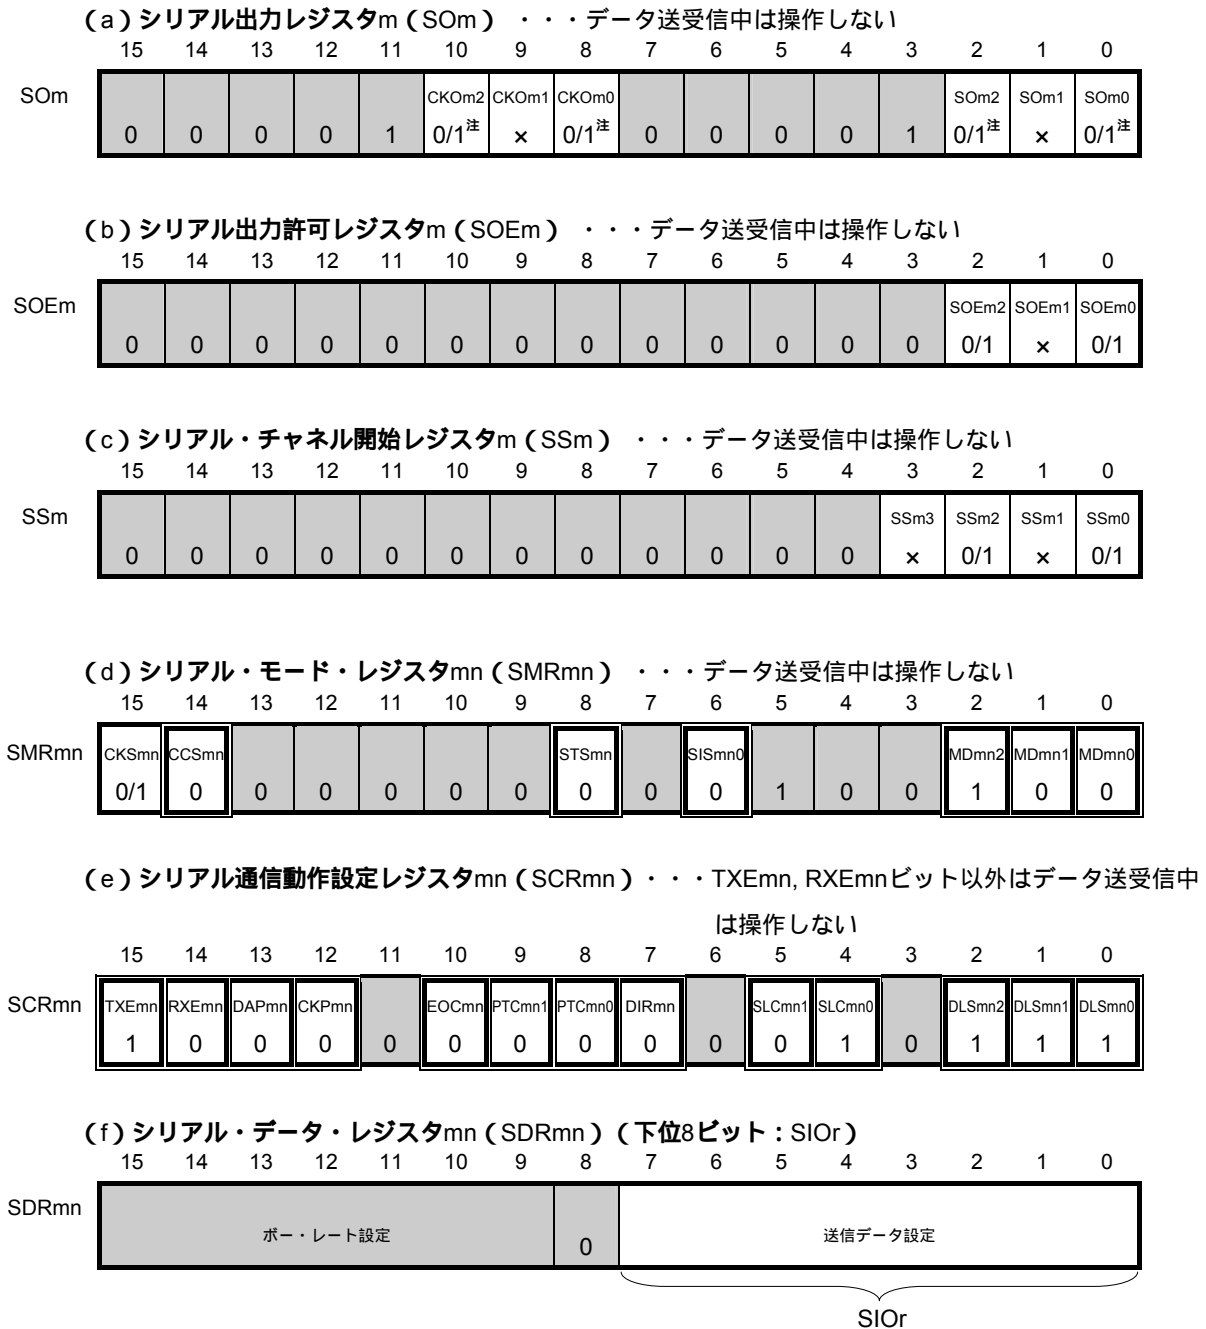 (a)シリアル出力レジスタm(SOm) ・・・データ送受信中は操作しない
15 14 13 12 11 10 9 8 7 6 5 4 3 2 1 0
SOm
CKOm2 CKOm1 CKOm0 SOm2 SOm1 SOm0
0 0 0 0 1 0/1注 × 0/1注 0 0 0 0 1 0/1注 × 0/1注
(b)シリアル出力許可レジスタm(SOEm) ・・・データ送受信中は操作しない
15 14 13 12 11 10 9 8 7 6 5 4 3 2 1 0
SOEm
SOEm2 SOEm1 SOEm0
0 0 0 0 0 0 0 0 0 0 0 0 0 0/1 × 0/1
(c)シリアル・チャネル開始レジスタm(SSm) ・・・データ送受信中は操作しない
15 14 13 12 11 10 9 8 7 6 5 4 3 2 1 0
SSm
SSm3 SSm2 SSm1 SSm0
0 0 0 0 0 0 0 0 0 0 0 0 × 0/1 × 0/1
(d)シリアル・モード・レジスタmn(SMRmn) ・・・データ送受信中は操作しない
15 14 13 12 11 10 9 8 7 6 5 4 3 2 1 0
SMRmn
CKSmn CCSmn STSmn SISmn0 MDmn2 MDmn1 MDmn0
0/1 0 0 0 0 0 0 0 0 0 1 0 0 1 0 0
(e)シリアル通信動作設定レジスタmn(SCRmn)・・・TXEmn, RXEmnビット以外はデータ送受信中
は操作しない
15 14 13 12 11 10 9 8 7 6 5 4 3 2 1 0
SCRmn
TXEmn RXEmn DAPmn CKPmn EOCmn PTCmn1 PTCmn0 DIRmn SLCmn1 SLCmn0 DLSmn2 DLSmn1 DLSmn0
1 0 0 0 0 0 0 0 0 0 0 1 0 1 1 1
(f)シリアル・データ・レジスタmn(SDRmn)(下位8ビット:SIOr)
15 14 13 12 11 10 9 8 7 6 5 4 3 2 1 0
SDRmn
ボー・レート設定 0 送信データ設定
SIOr